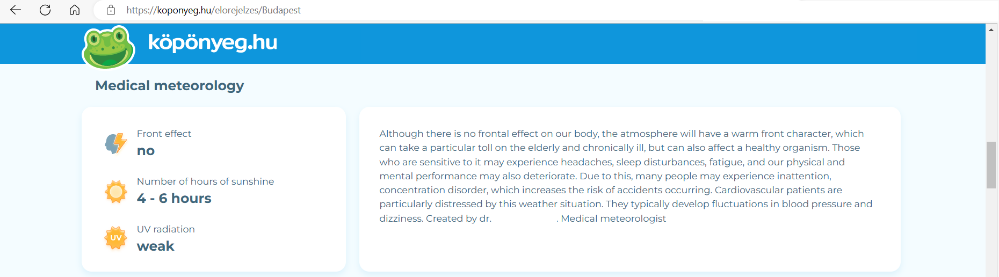 https://koponyeg.hu/elorejelzes/Budapest
köpönyeg.hu
Medical meteorology
Front effect
no
Number of hours of sunshine
4 - 6 hours
UV
UV radiation
weak
Although there is no frontal effect on our body, the atmosphere will have a warm front character, which
can take a particular toll on the elderly and chronically ill, but can also affect a healthy organism. Those
who are sensitive to it may experience headaches, sleep disturbances, fatigue, and our physical and
mental performance may also deteriorate. Due to this, many people may experience inattention,
concentration disorder, which increases the risk of accidents occurring. Cardiovascular patients are
particularly distressed by this weather situation. They typically develop fluctuations in blood pressure and
dizziness. Created by dr. . Medical meteorologist